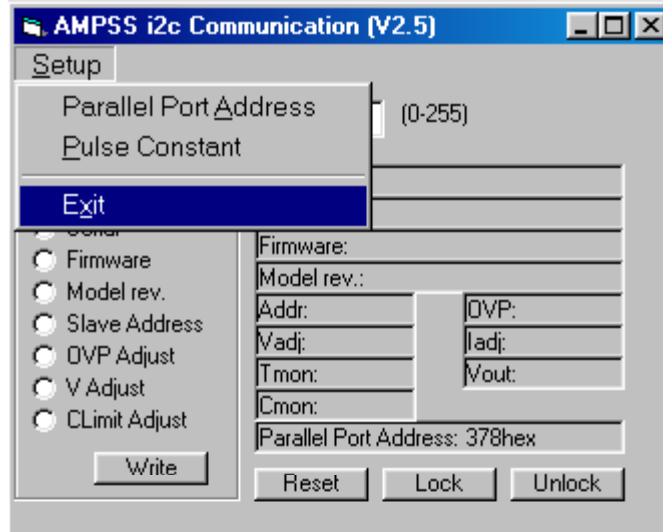 AMPSS i2c Communication (V2.5)
Setup
Parallel Port Address
Pulse Constant
Exit
(0-255)
Firmware
Model rev.
Slave Address
OVP Adjust
V Adjust
CLimit Adjust
Write
Firmware:
Model rev.:
Addr: OVP:
Vadj: Iadj:
Tmon: Vout:
Cmon:
Parallel Port Address: 378hex
Reset Lock Unlock